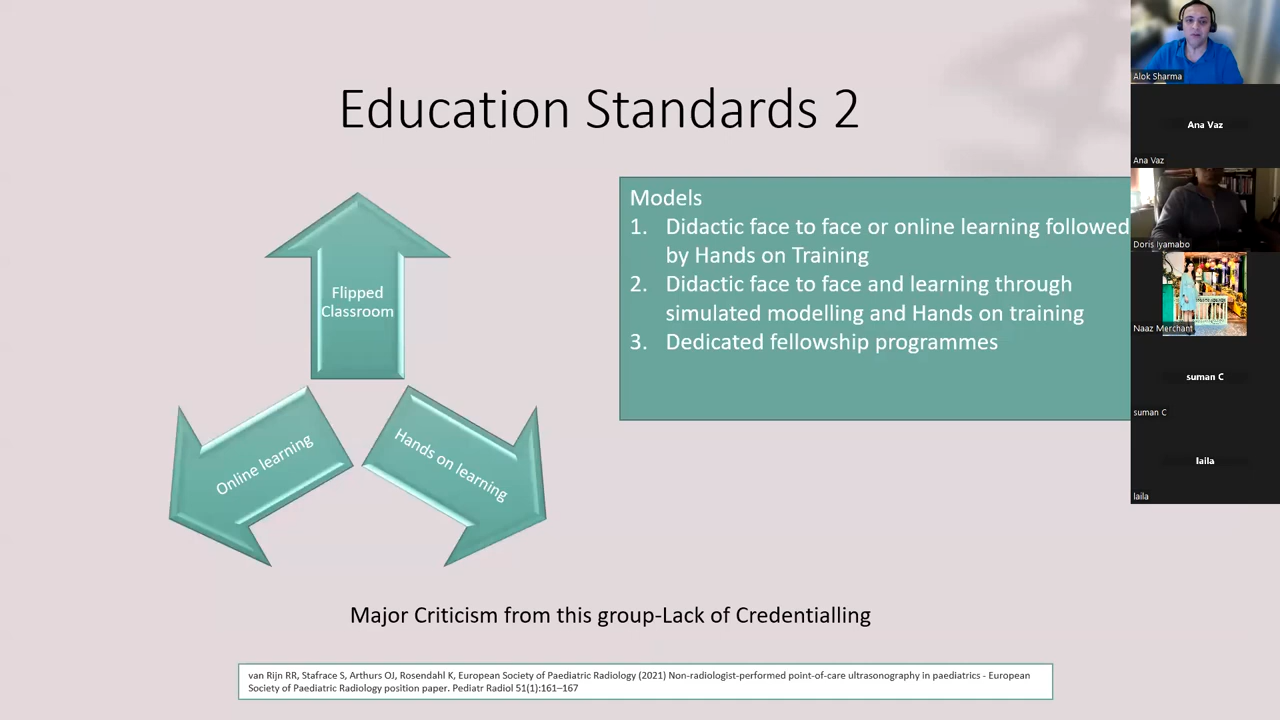 Education Standards 2
Flipped
Classroom
Online learning
Hands on learning
Models
1. Didactic face to face or online learning followed
by Hands on Training
2. Didactic face to face and learning through
simulated modelling and Hands on training
3. Dedicated fellowship programmes
Major Criticism from this group-Lack of Credentialling
van Rijn RR, Stafrace S, Arthurs OJ, Rosendahl K, European Society of Paediatric Radiology (2021) Non-radiologist-performed point-of-care ultrasonography in paediatrics - European
Society of Paediatric Radiology position paper. Pediatr Radiol 51(1):161–167
Alok Sharma
Ana Vaz
Ana Vaz
Doris Iyamabo
Naaz Merchant
suman C
suman C
laila
laila